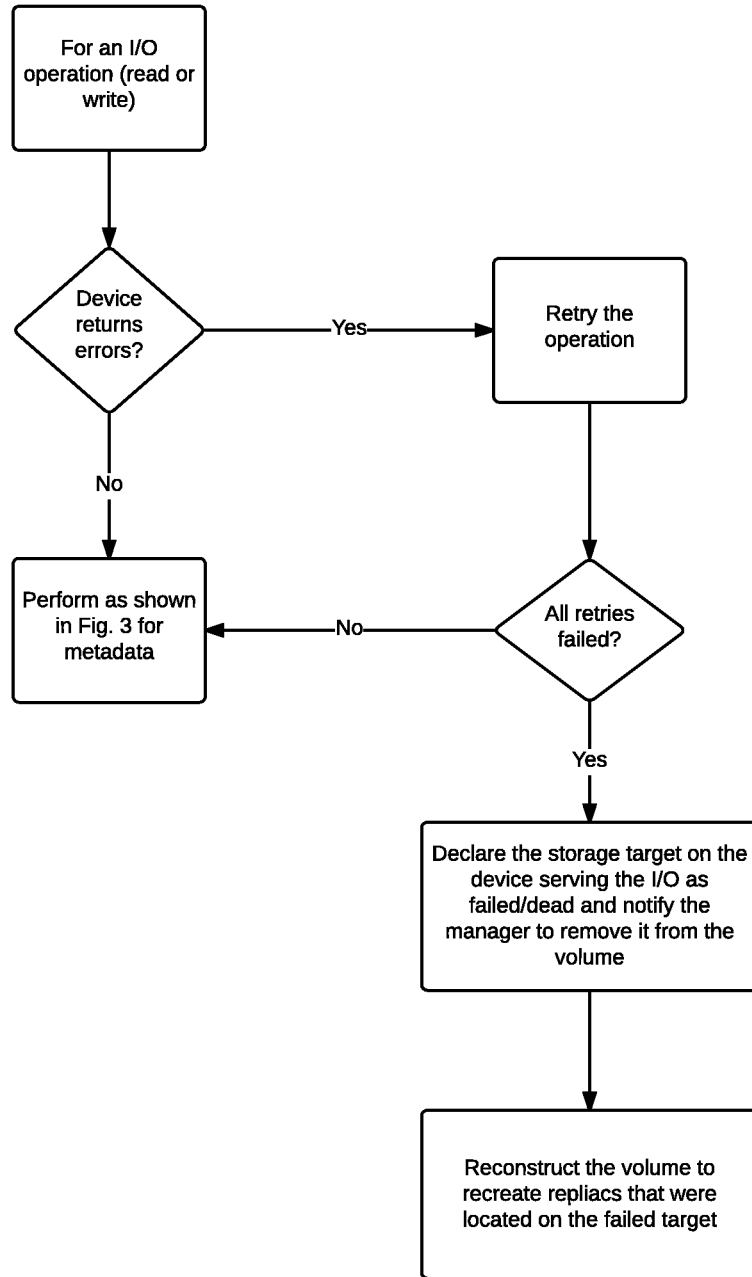 For an I/O
operation (read or
write)
Device
returns
errors?
Yes
Retry the
operation
No
Perform as shown
in Fig. 3 for
metadata
No
All retries
failed?
Yes
Declare the storage target on the
device serving the I/O as
failed/dead and notify the
manager to remove it from the
volume
Reconstruct the volume to
recreate repliacs that were
located on the failed target